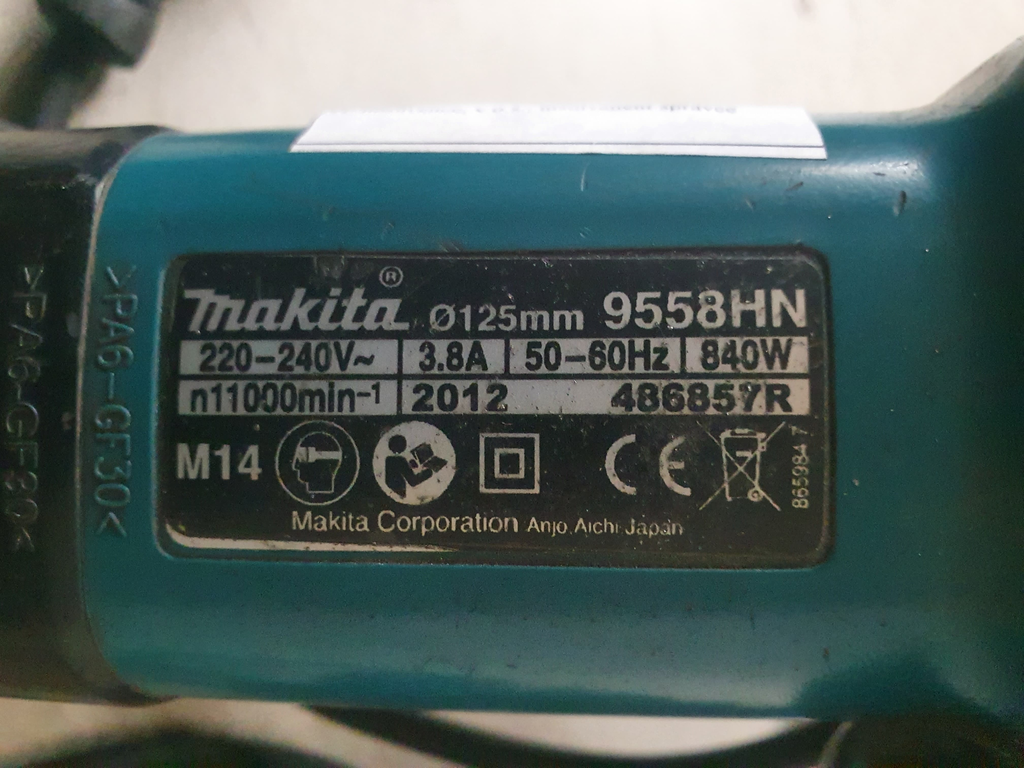 makita® Ø125mm 9558HN
220-240V~ 3.8A 50-60Hz 840W
n11000min-¹ 2012 486857R
M14 CE
865984 7
Makita Corporation Anjo, Aichi Japan
>PA6-GF30<
>PA6-GF30<